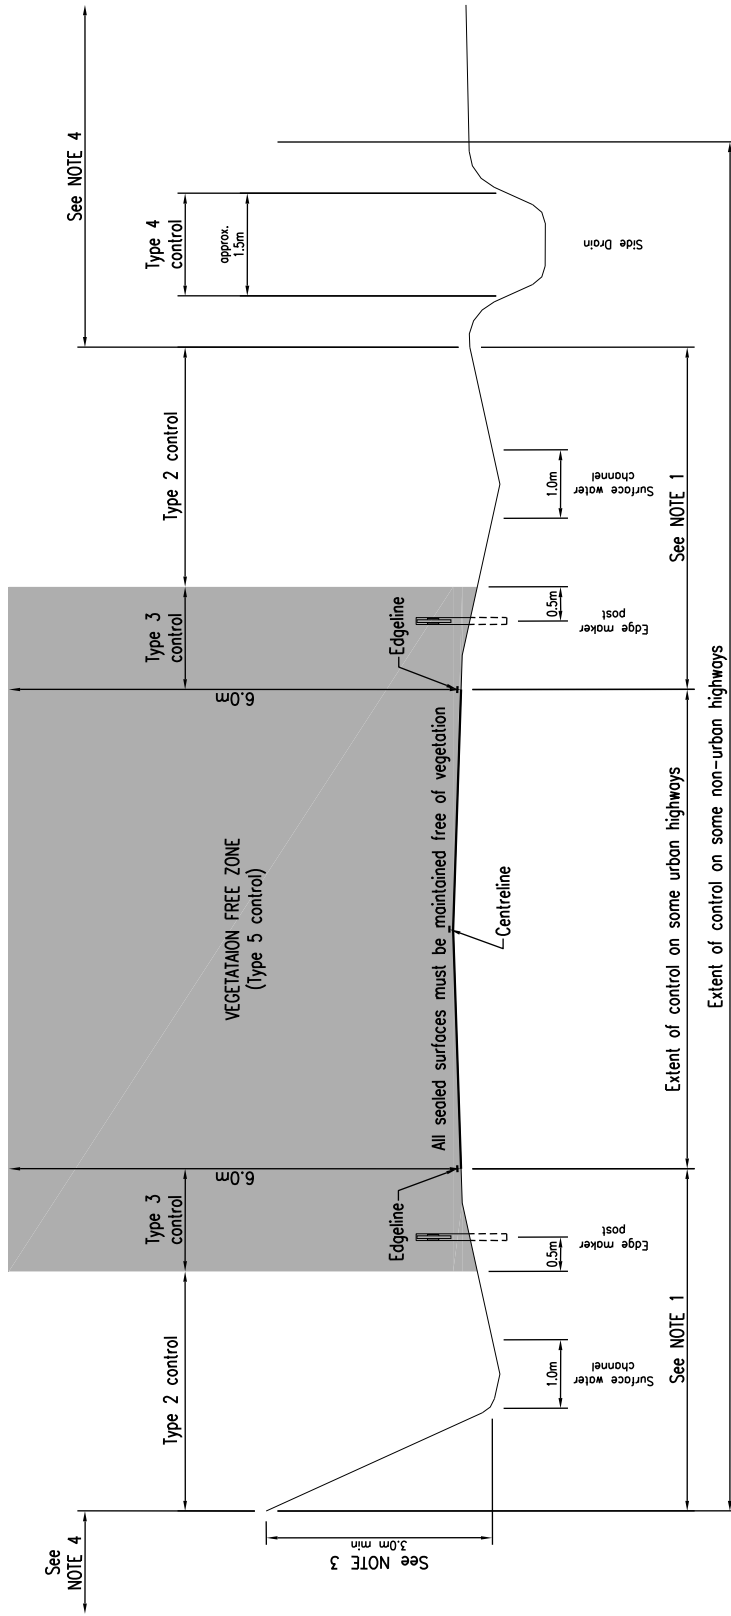 See
NOTE 4
See NOTE 4
Type 2 control
Type 3
control
Type 3
control
Type 2 control
Type 4
control
approx.
1.5m
6.0m
6.0m
VEGETATAION FREE ZONE
(Type 5 control)
See NOTE 3
3.0m min
Edgeline
All sealed surfaces must be maintained free of vegetation
Edgeline
Centreline
1.0m
Surface water
channel
0.5m
Edge maker
post
0.5m
Edge maker
post
1.0m
Surface water
channel
Side Drain
See NOTE 1
Extent of control on some urban highways
See NOTE 1
Extent of control on some non-urban highways